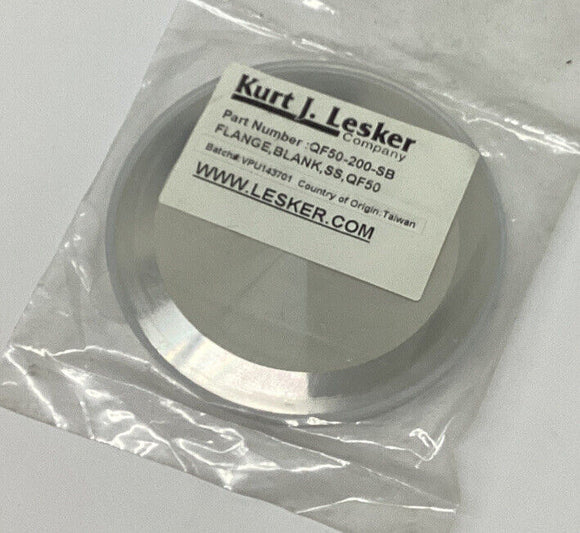 Kurt J. Lesker
Company
Part Number :QF50-200-SB
FLANGE,BLANK,SS,QF50
Batch#:VPU143701 Country of Origin:Taiwan
WWW.LESKER.COM